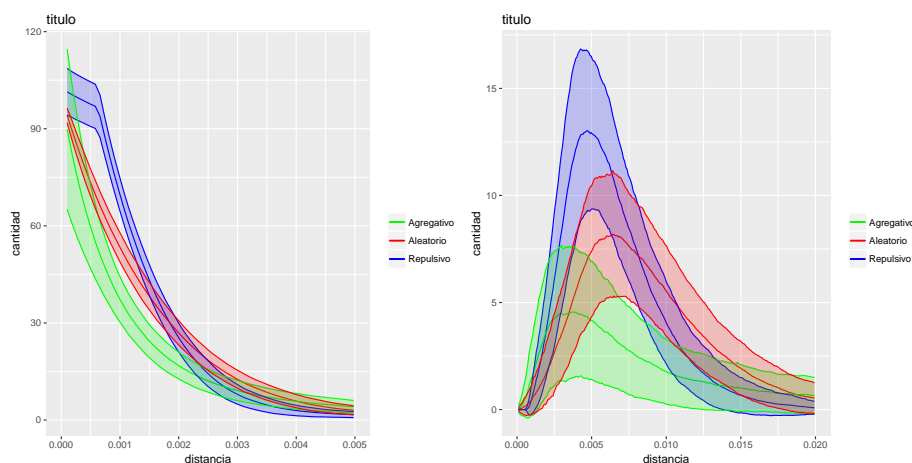 titulo
cantidad
120
90
60
30
0
0.000 0.001 0.002 0.003 0.004 0.005
distancia
Agregativo
Aleatorio
Repulsivo
titulo
cantidad
15
10
5
0
0.000 0.005 0.010 0.015 0.020
distancia
Agregativo
Aleatorio
Repulsivo